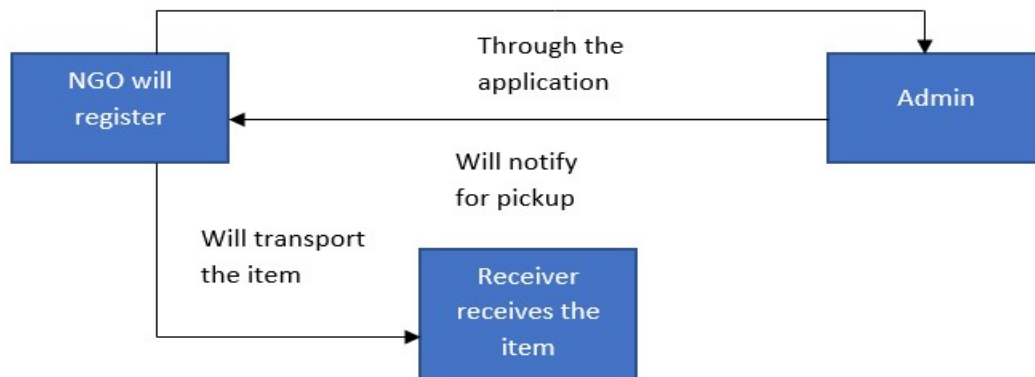 Through the
application
NGO will
register
Admin
Will notify
for pickup
Will transport
the item
Receiver
receives the
item